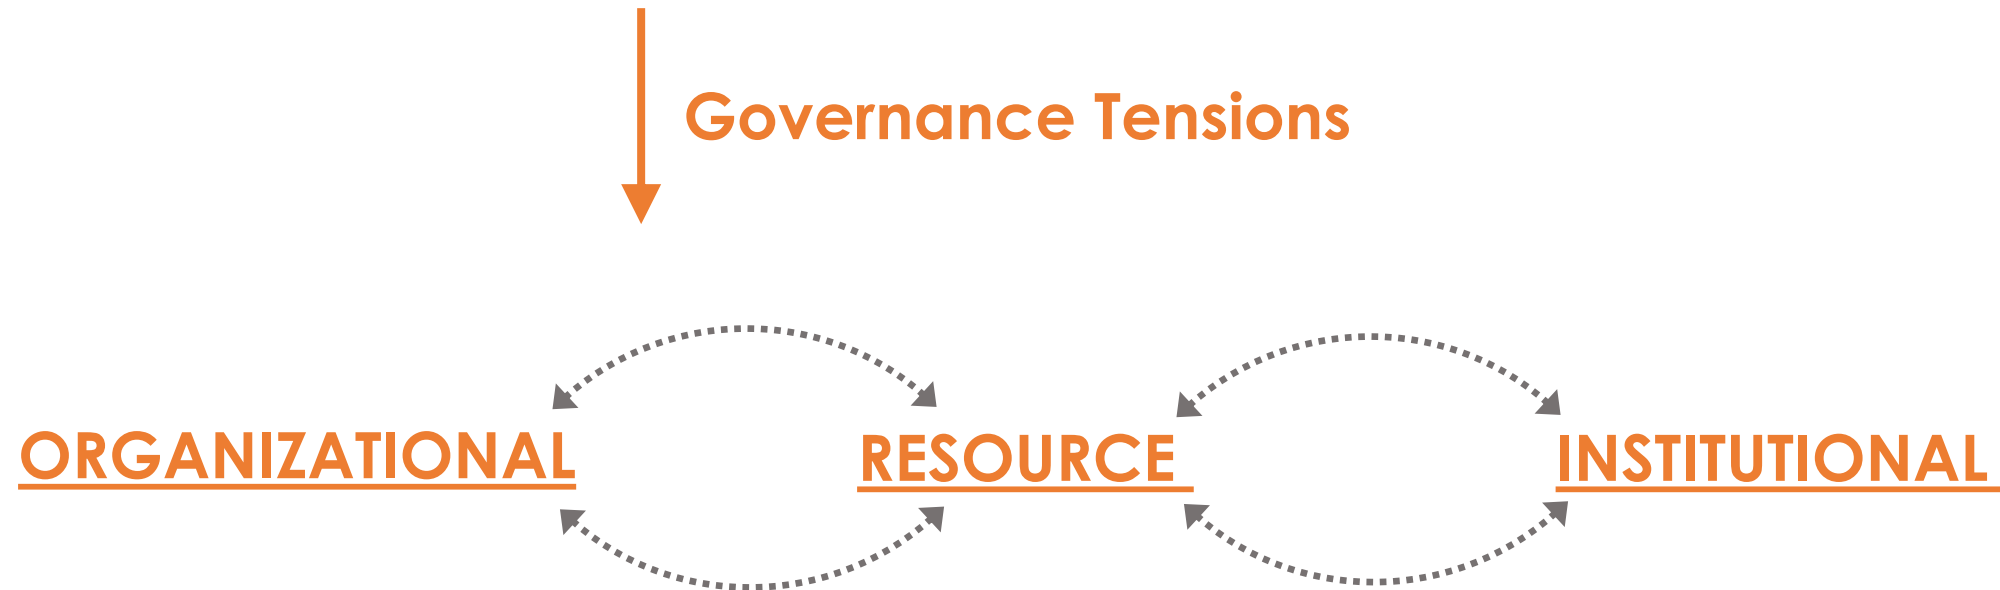 Governance Tensions
ORGANIZATIONAL RESOURCE INSTITUTIONAL